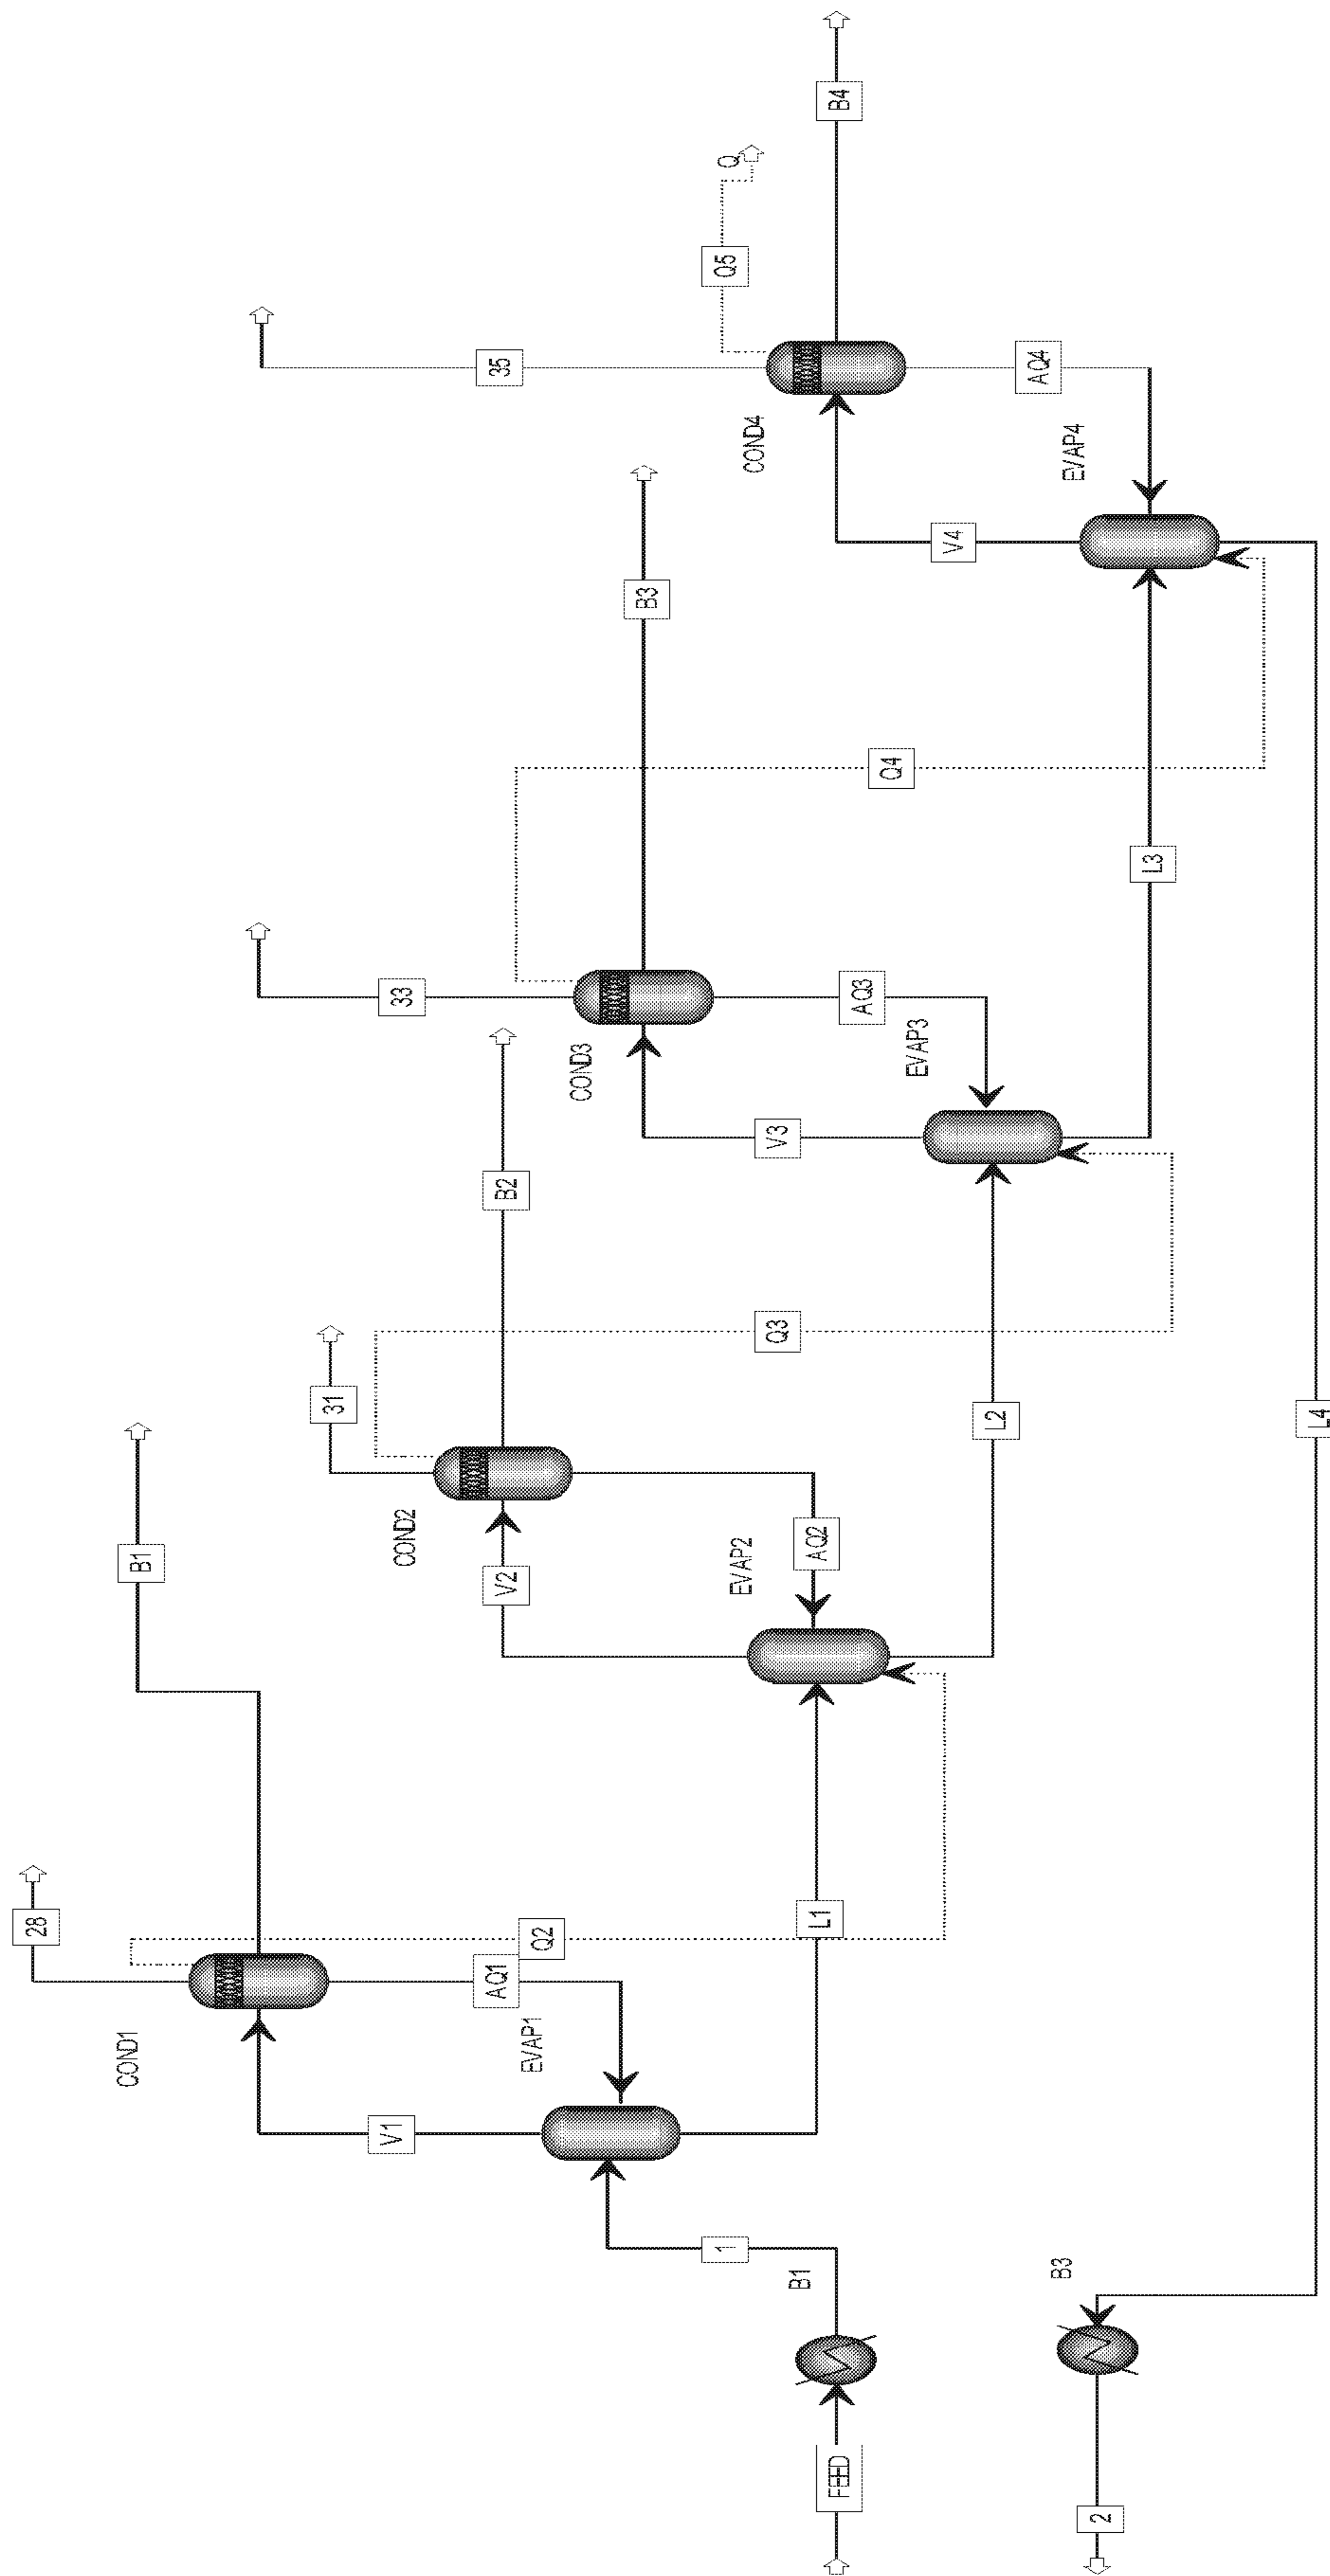 FEED
B1
1
EVAP1
V1
COND1
28
AQ1
Q2
B1
L1
EVAP2
V2
COND2
31
AQ2
Q3
B2
L2
EVAP3
V3
COND3
33
AQ3
Q4
B3
L3
EVAP4
V4
COND4
35
AQ4
Q5
Q
B4
L4
B3
2